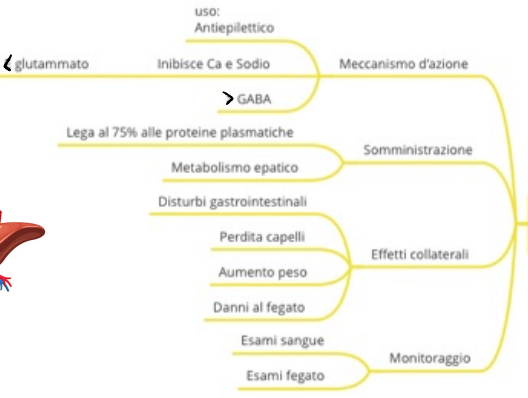 uso:
Antiepilettico
< glutammato
Inibisce Ca e Sodio
Meccanismo d'azione
> GABA
Lega al 75% alle proteine plasmatiche
Somministrazione
Metabolismo epatico
Disturbi gastrointestinali
Perdita capelli
Effetti collaterali
Aumento peso
Danni al fegato
Esami sangue
Monitoraggio
Esami fegato